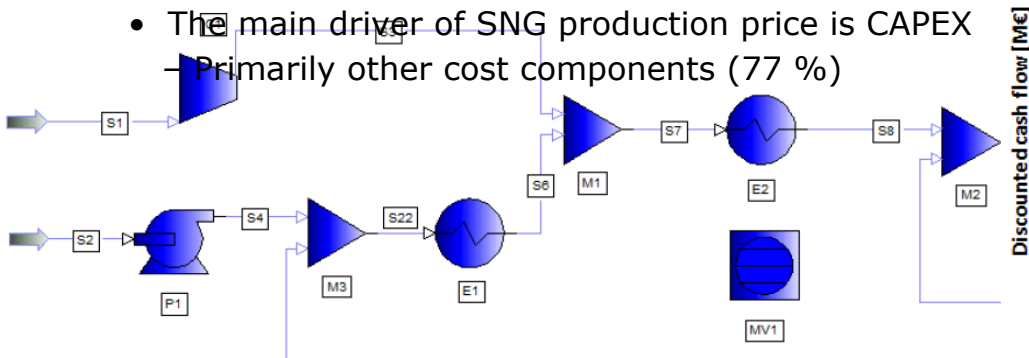 • The main driver of SNG production price is CAPEX
– Primarily other cost components (77 %)
Discounted cash flow [M€]
S3
S1
S7
S8
M1
E2
M2
S6
S2
S4
S22
P1
M3
E1
MV1